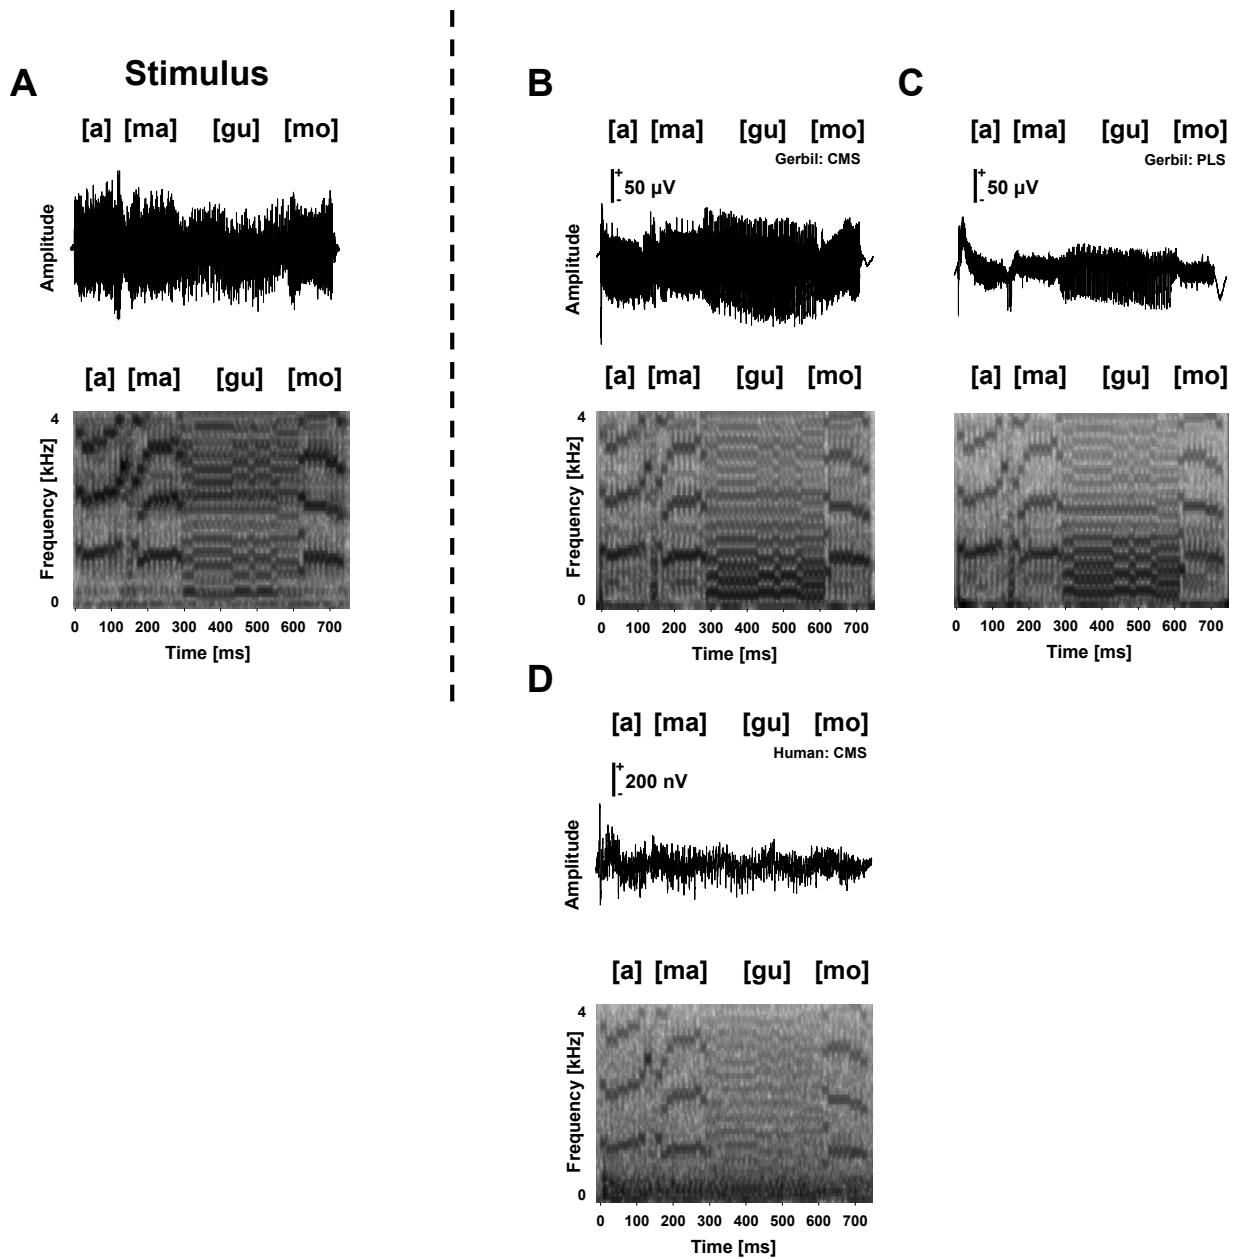 A
Stimulus
[a] [ma] [gu] [mo]
Amplitude
[a] [ma] [gu] [mo]
Frequency [kHz]
4
0
0 100 200 300 400 500 600 700
Time [ms]
B
[a] [ma] [gu] [mo]
Gerbil: CMS
+
-
50 µV
Amplitude
[a] [ma] [gu] [mo]
Frequency [kHz]
4
0
0 100 200 300 400 500 600 700
Time [ms]
C
[a] [ma] [gu] [mo]
Gerbil: PLS
+
-
50 µV
[a] [ma] [gu] [mo]
0 100 200 300 400 500 600 700
Time [ms]
D
[a] [ma] [gu] [mo]
Human: CMS
+
-
200 nV
Amplitude
[a] [ma] [gu] [mo]
Frequency [kHz]
4
0
0 100 200 300 400 500 600 700
Time [ms]